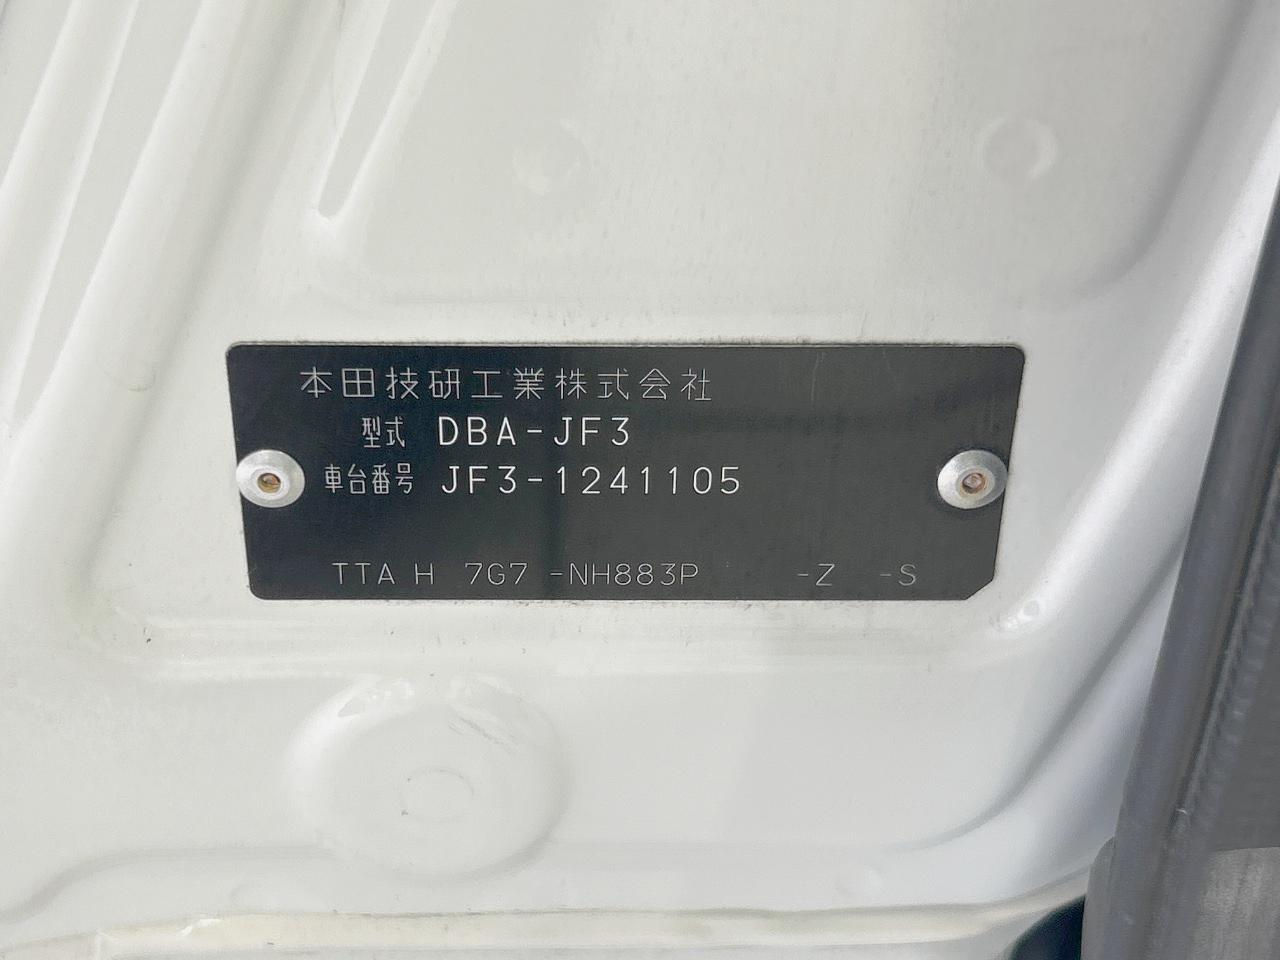 本田技研工業株式会社
型式 DBA-JF3
車台番号 JF3-1241105
TTA H 7G7 -NH883P -Z -S